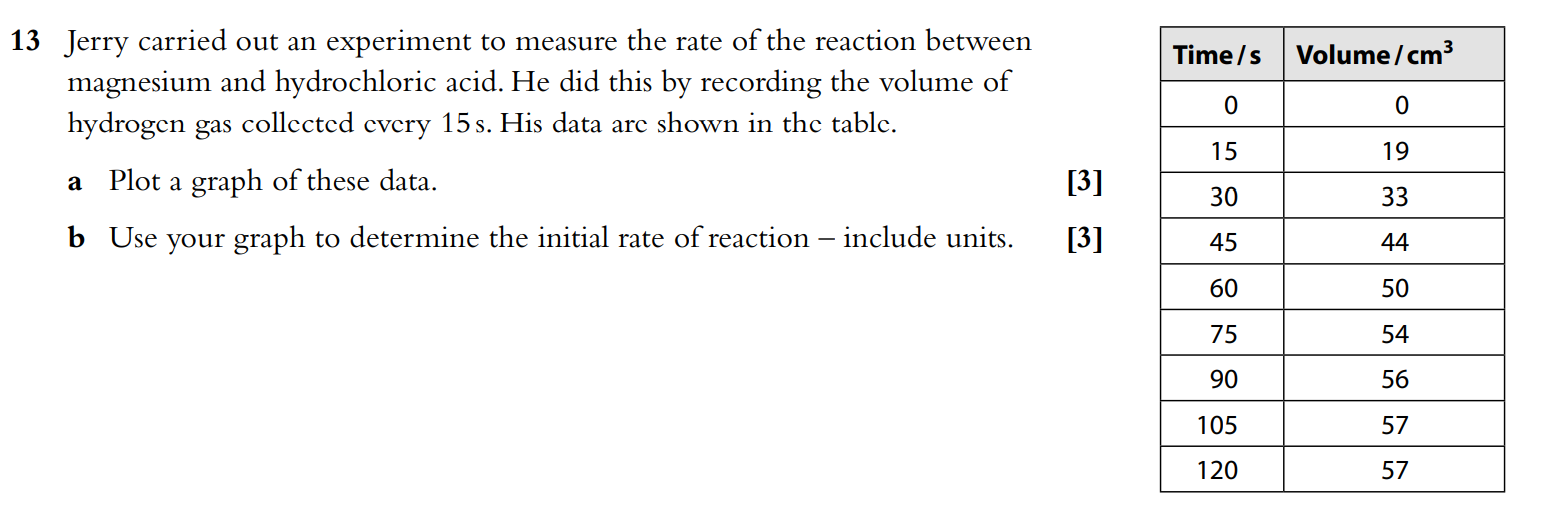 13 Jerry carried out an experiment to measure the rate of the reaction between
magnesium and hydrochloric acid. He did this by recording the volume of
hydrogen gas collected every 15 s. His data are shown in the table.
a Plot a graph of these data. [3]
b Use your graph to determine the initial rate of reaction – include units. [3]
Time/s Volume/cm³
0 0
15 19
30 33
45 44
60 50
75 54
90 56
105 57
120 57